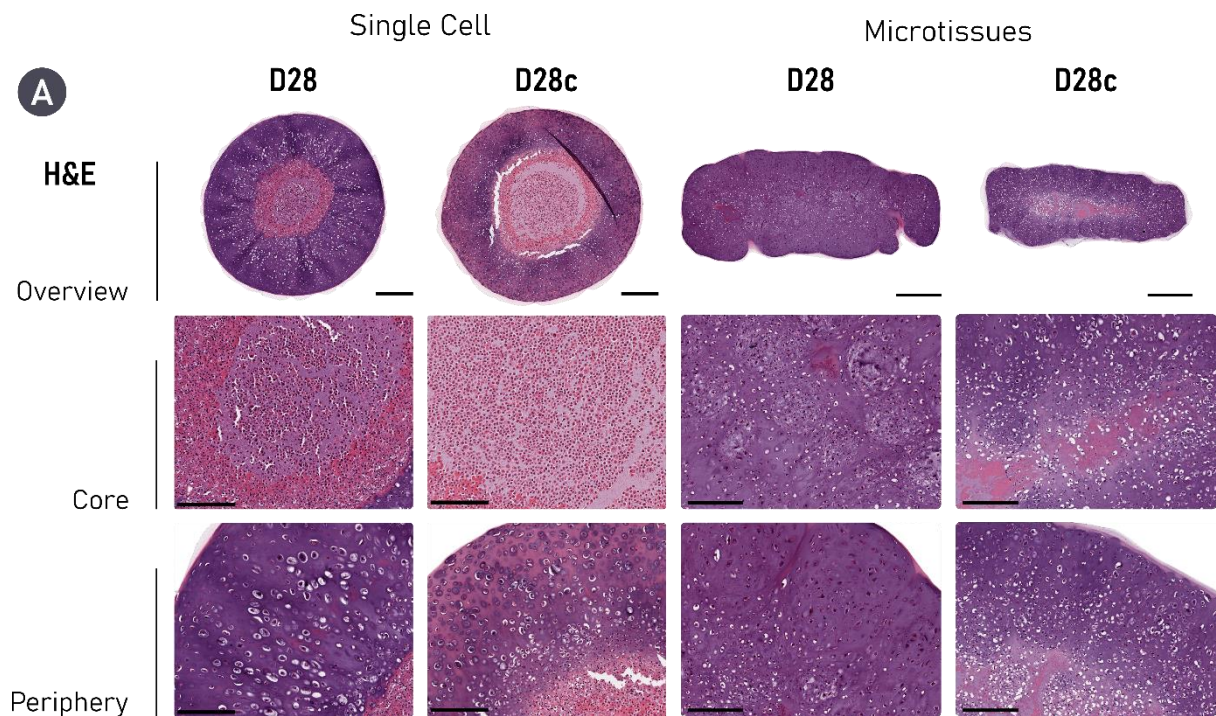 Single Cell
Microtissues
A
D28
D28c
D28
D28c
H&E
Overview
Core
Periphery